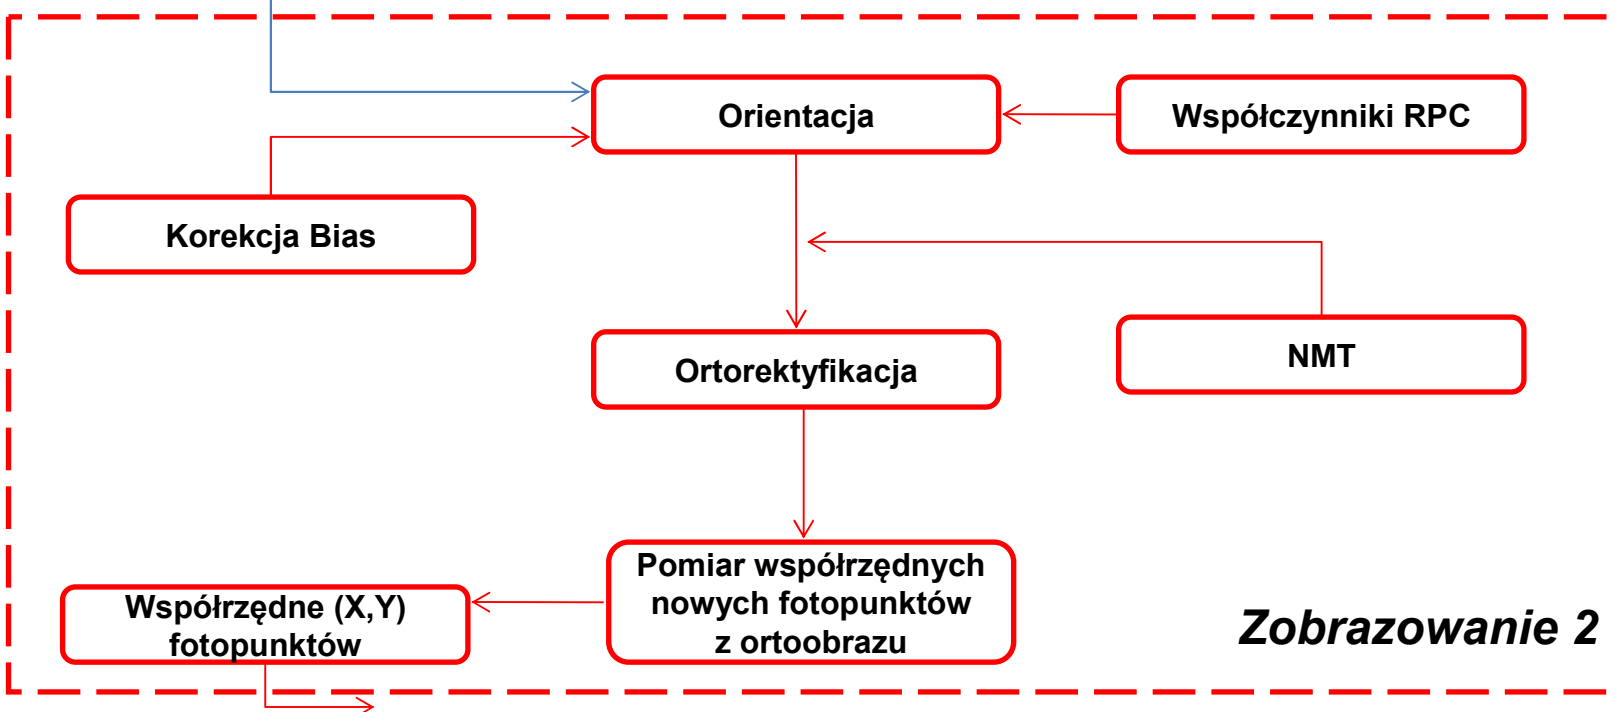 Orientacja
Współczynniki RPC
Korekcja Bias
Ortorektyfikacja
NMT
Pomiar współrzędnych
nowych fotopunktów
z ortoobrazu
Współrzędne (X,Y)
fotopunktów
Zobrazowanie 2